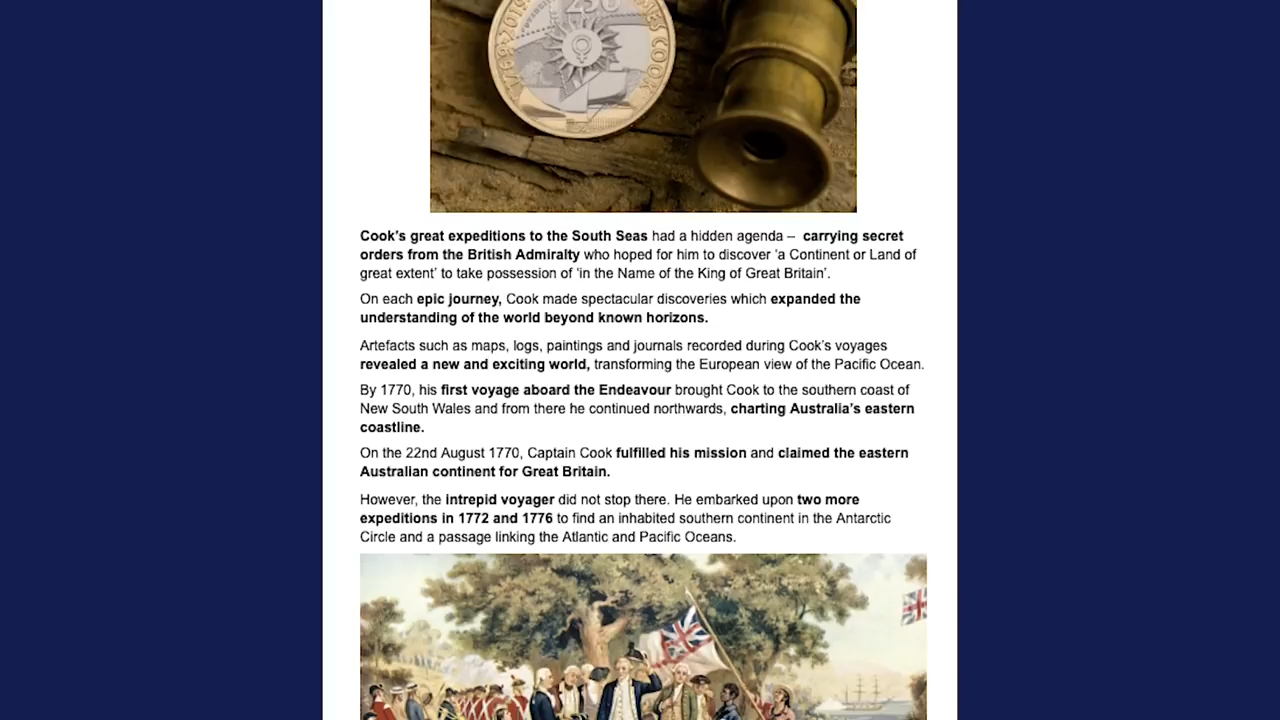 250
1768-2018
JAMES COOK
Cook’s great expeditions to the South Seas had a hidden agenda – carrying secret
orders from the British Admiralty who hoped for him to discover ‘a Continent or Land of
great extent’ to take possession of ‘in the Name of the King of Great Britain’.
On each epic journey, Cook made spectacular discoveries which expanded the
understanding of the world beyond known horizons.
Artefacts such as maps, logs, paintings and journals recorded during Cook’s voyages
revealed a new and exciting world, transforming the European view of the Pacific Ocean.
By 1770, his first voyage aboard the Endeavour brought Cook to the southern coast of
New South Wales and from there he continued northwards, charting Australia’s eastern
coastline.
On the 22nd August 1770, Captain Cook fulfilled his mission and claimed the eastern
Australian continent for Great Britain.
However, the intrepid voyager did not stop there. He embarked upon two more
expeditions in 1772 and 1776 to find an inhabited southern continent in the Antarctic
Circle and a passage linking the Atlantic and Pacific Oceans.